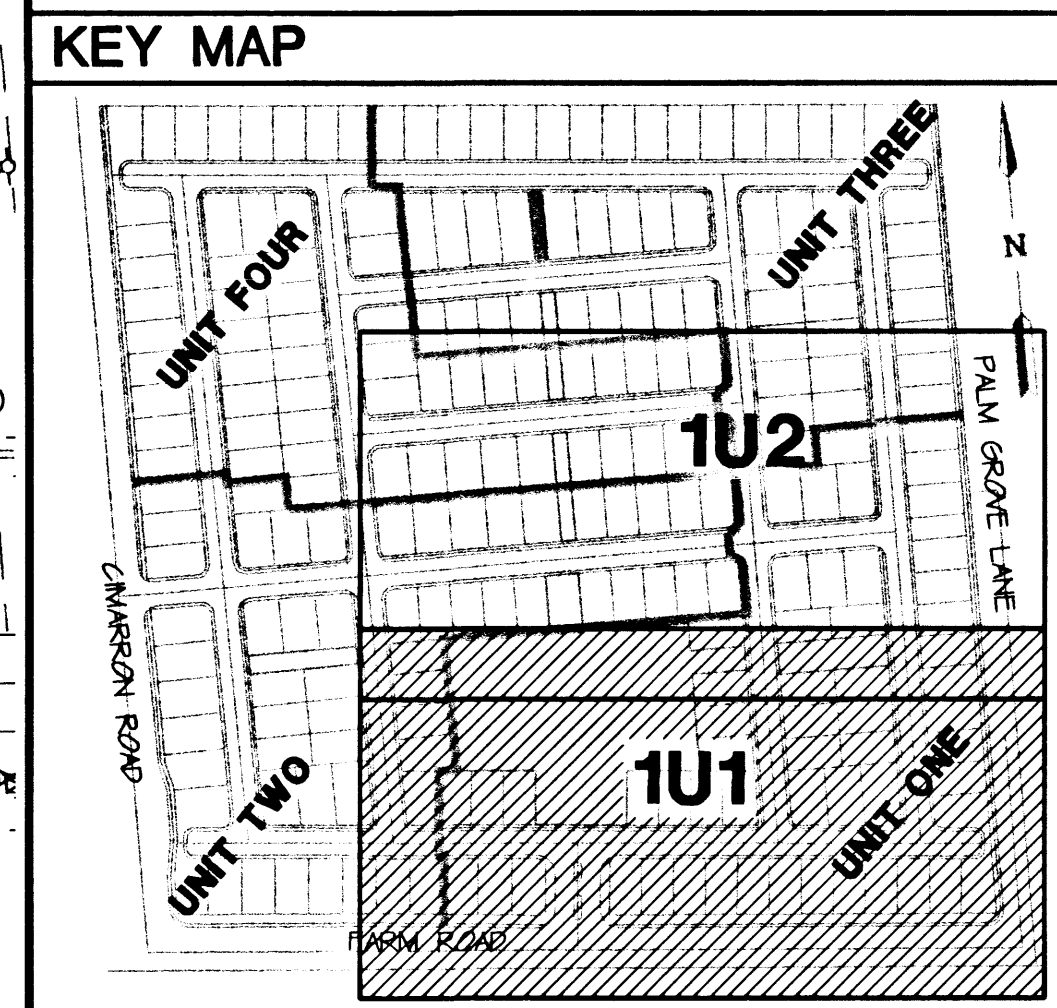 KEY MAP
UNIT THREE
UNIT FOUR
N
PALM GROVE LANE
1U2
CIMARRON ROAD
1U1
UNIT ONE
UNIT TWO
FARM ROAD